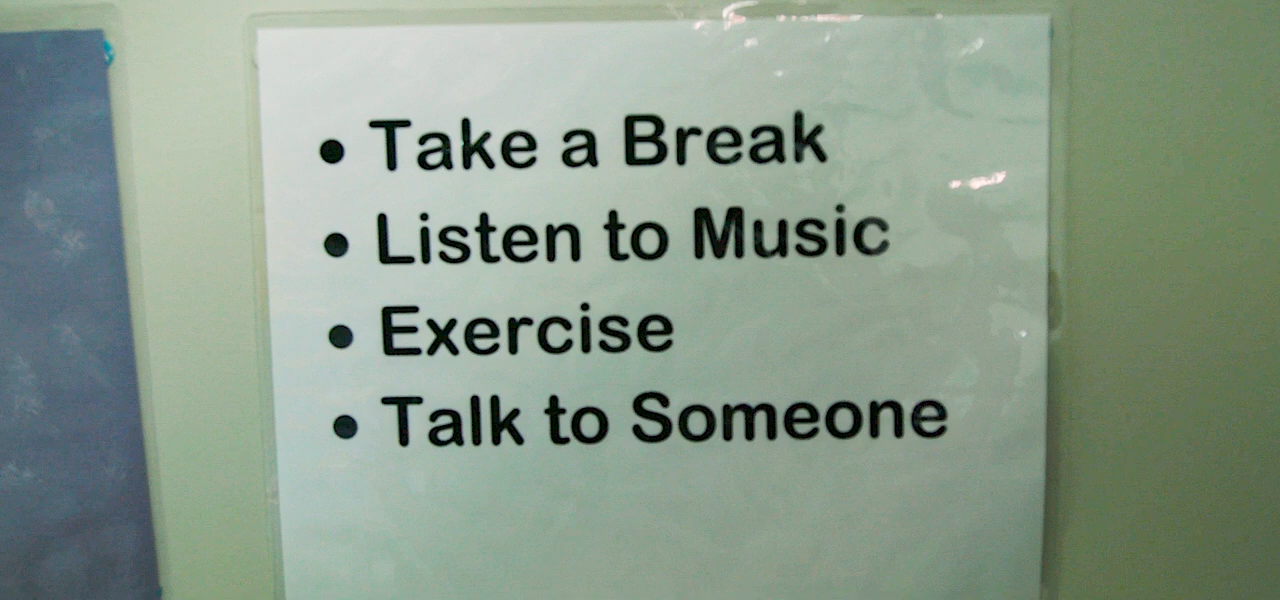 • Take a Break
• Listen to Music
• Exercise
• Talk to Someone